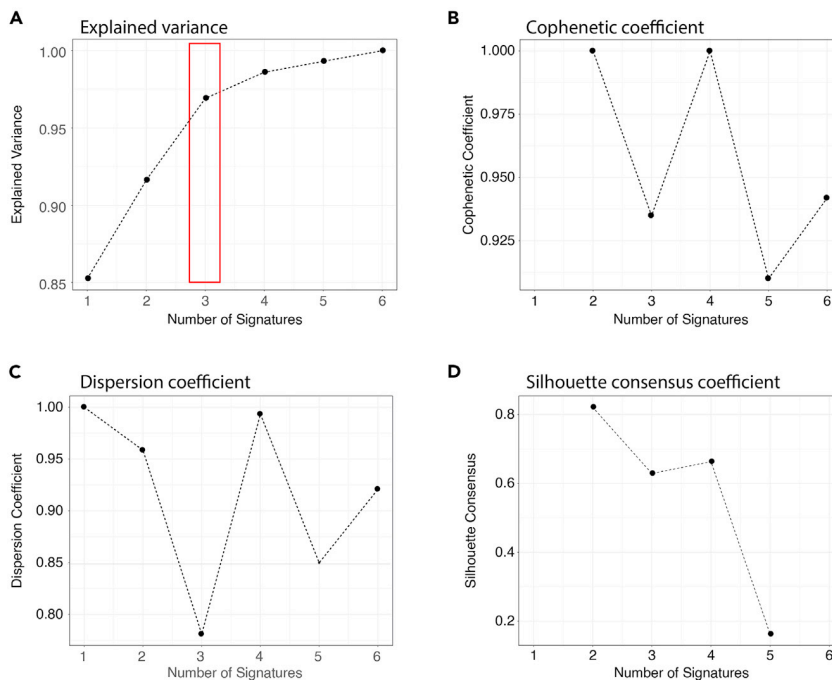 A
Explained variance
1.00
0.95
0.90
0.85
Explained Variance
1 2 3 4 5 6
Number of Signatures
B
Cophenetic coefficient
1.000
0.975
0.950
0.925
Cophenetic Coefficient
1 2 3 4 5 6
Number of Signatures
C
Dispersion coefficient
1.00
0.95
0.90
0.85
0.80
Dispersion Coefficient
1 2 3 4 5 6
Number of Signatures
D
Silhouette consensus coefficient
0.8
0.6
0.4
0.2
Silhouette Consensus
1 2 3 4 5 6
Number of Signatures